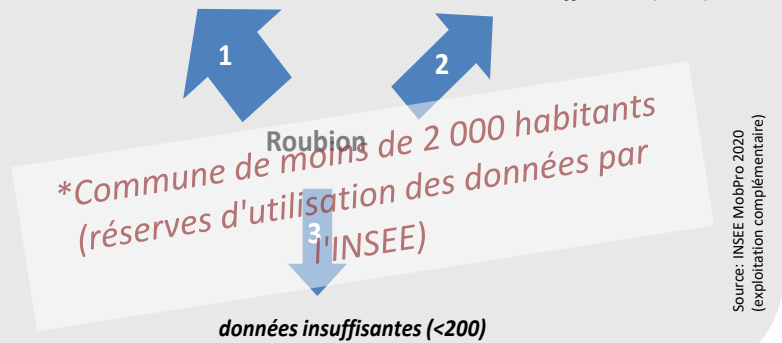 1
2
Roubion
*Commune de moins de 2 000 habitants
(réserves d'utilisation des données par
l'INSEE)
3
données insuffisantes (<200)
Source: INSEE MobPro 2020
(exploitation complémentaire)